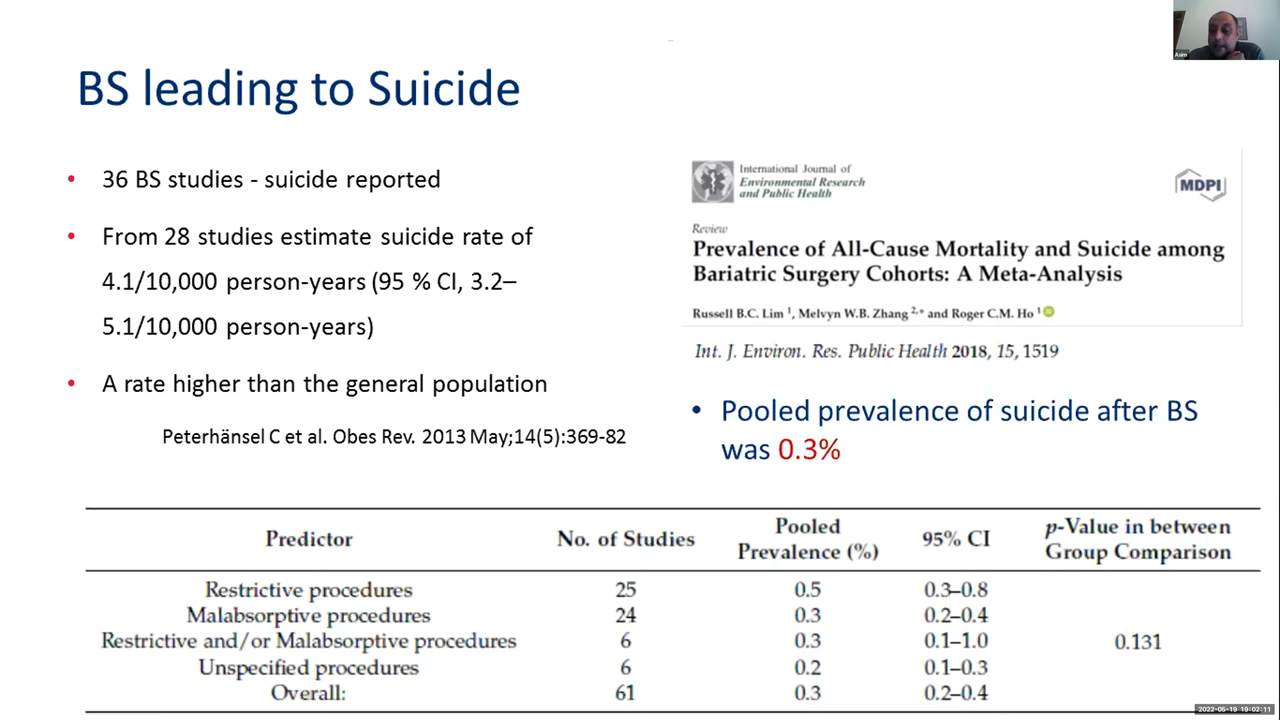 BS leading to Suicide
• 36 BS studies - suicide reported
• From 28 studies estimate suicide rate of
4.1/10,000 person-years (95 % CI, 3.2–
5.1/10,000 person-years)
• A rate higher than the general population
Peterhänsel C et al. Obes Rev. 2013 May;14(5):369-82
Asim
International Journal of
Environmental Research
and Public Health
MDPI
Review
Prevalence of All-Cause Mortality and Suicide among
Bariatric Surgery Cohorts: A Meta-Analysis
Russell B.C. Lim 1, Melvyn W.B. Zhang 2,* and Roger C.M. Ho 1
Int. J. Environ. Res. Public Health 2018, 15, 1519
• Pooled prevalence of suicide after BS
was 0.3%
Predictor No. of Studies Pooled Prevalence (%) 95% CI p-Value in between Group Comparison
Restrictive procedures 25 0.5 0.3–0.8
Malabsorptive procedures 24 0.3 0.2–0.4
Restrictive and/or Malabsorptive procedures 6 0.3 0.1–1.0 0.131
Unspecified procedures 6 0.2 0.1–0.3
Overall: 61 0.3 0.2–0.4
2022-05-19 19:02:11